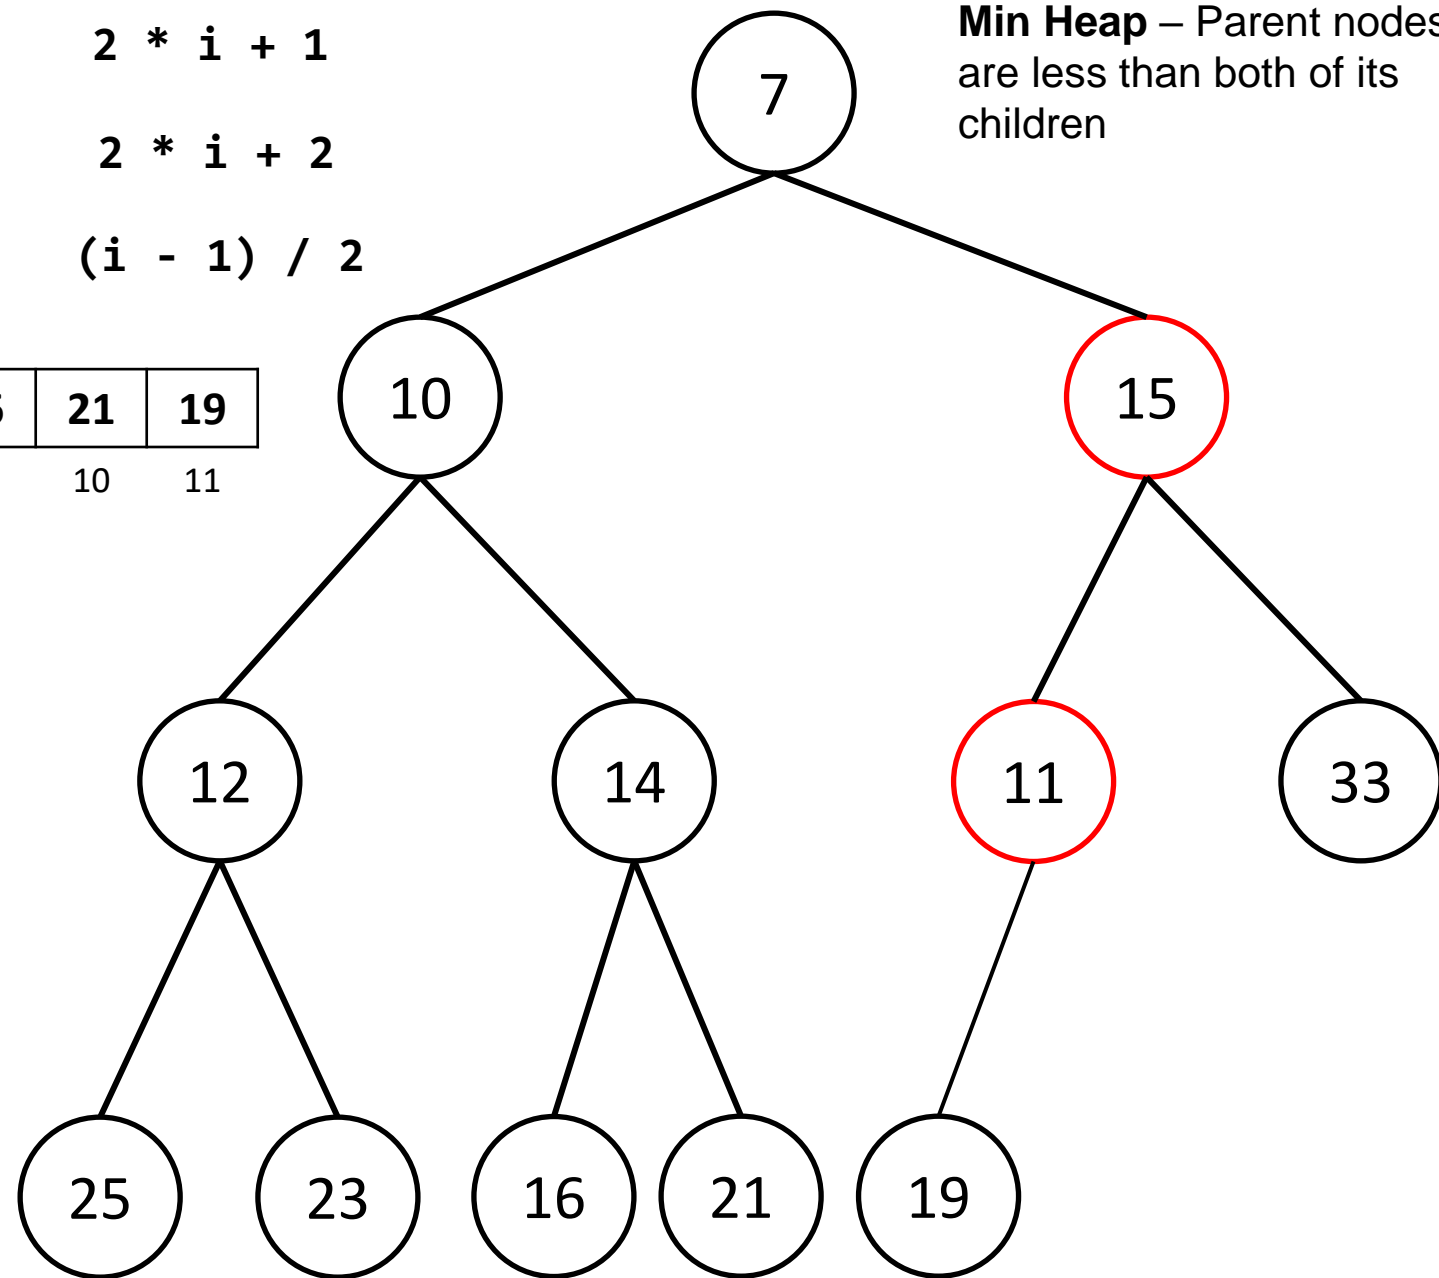 2 * i + 1
2 * i + 2
(i - 1) / 2
Min Heap – Parent nodes
are less than both of its
children
21 19
10 11
7
10 15
12 14 11 33
25 23 16 21 19